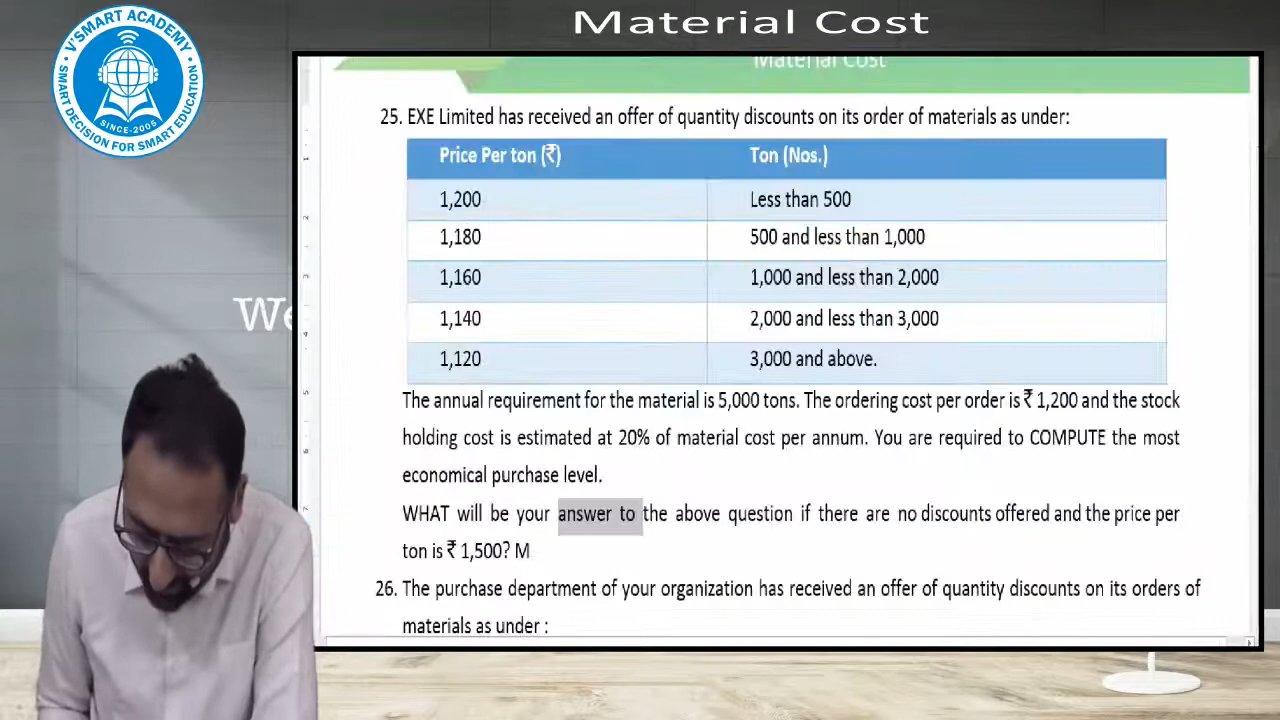 Material Cost
V'SMART ACADEMY
SMART DECISION FOR SMART EDUCATION
SINCE-2006
We
Material Cost
25. EXE Limited has received an offer of quantity discounts on its order of materials as under:
Price Per ton (₹) Ton (Nos.)
1,200 Less than 500
1,180 500 and less than 1,000
1,160 1,000 and less than 2,000
1,140 2,000 and less than 3,000
1,120 3,000 and above.
The annual requirement for the material is 5,000 tons. The ordering cost per order is ₹ 1,200 and the stock
holding cost is estimated at 20% of material cost per annum. You are required to COMPUTE the most
economical purchase level.
WHAT will be your answer to the above question if there are no discounts offered and the price per
ton is ₹ 1,500? M
26. The purchase department of your organization has received an offer of quantity discounts on its orders of
materials as under :